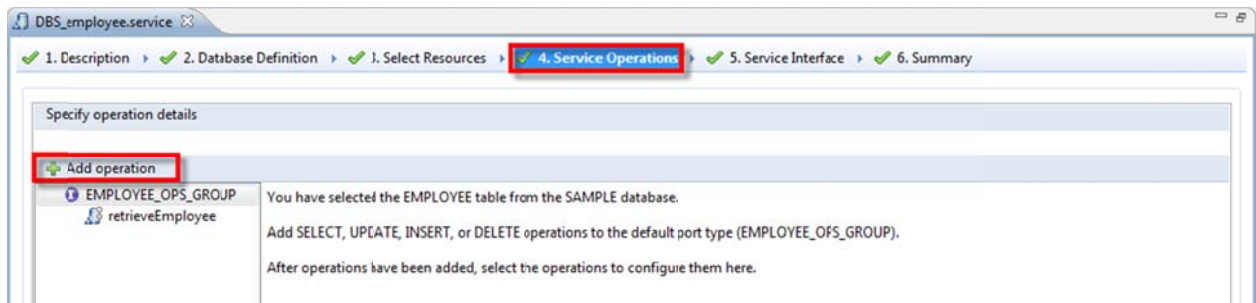 DBS_employee.service
1. Description 2. Database Definition 3. Select Resources 4. Service Operations 5. Service Interface 6. Summary
Specify operation details
Add operation
EMPLOYEE_OPS_GROUP
retrieveEmployee
You have selected the EMPLOYEE table from the SAMPLE database.
Add SELECT, UPDATE, INSERT, or DELETE operations to the default port type (EMPLOYEE_OPS_GROUP).
After operations have been added, select the operations to configure them here.